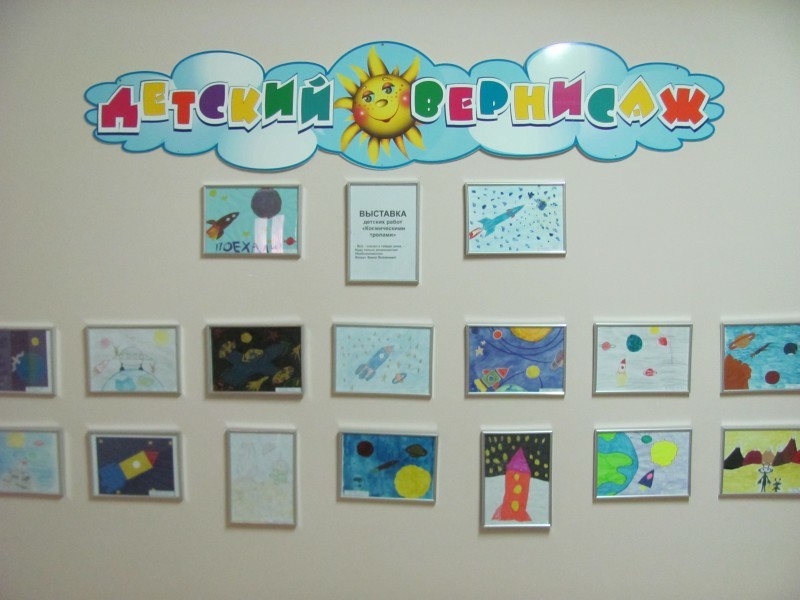 ДЕТСКИЙ ВЕРНИСАЖ
ВЫСТАВКА
детских работ
«Космическими
тропами»
ПОЕХАЛИ